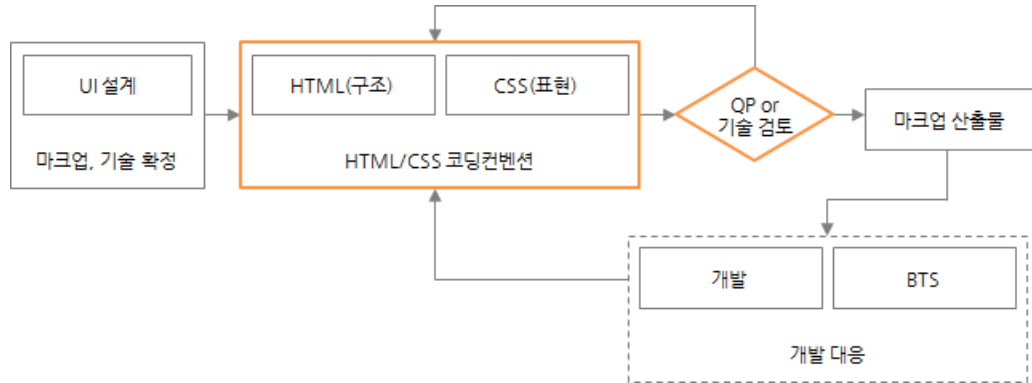 UI 설계
마크업, 기술 확정
HTML(구조)
CSS(표현)
HTML/CSS 코딩컨벤션
QP or
기술 검토
마크업 산출물
개발
BTS
개발 대응